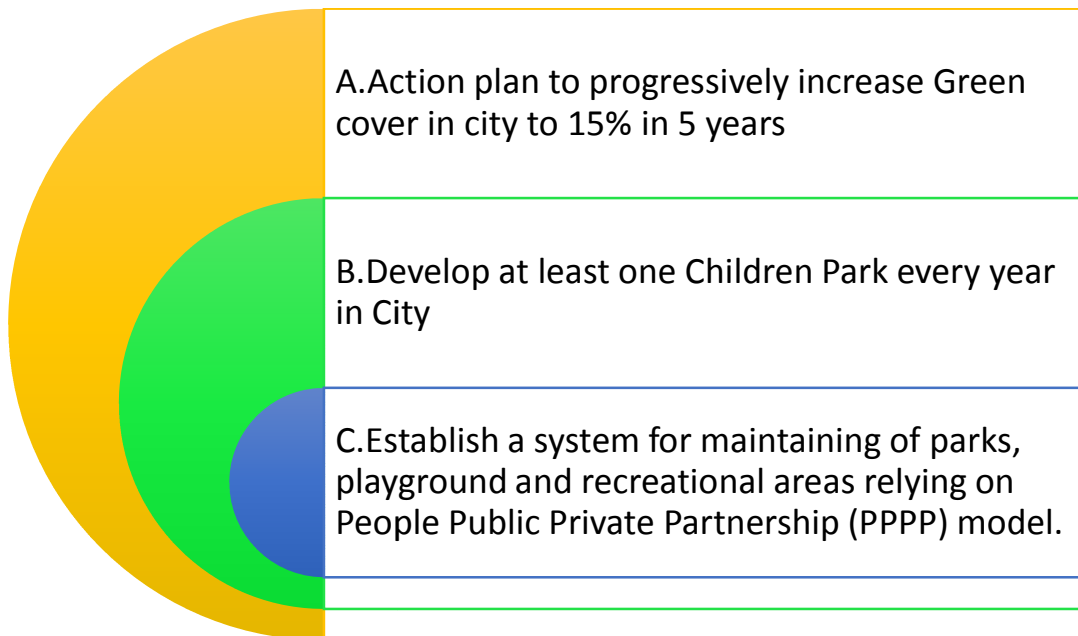 A.Action plan to progressively increase Green
cover in city to 15% in 5 years
B.Develop at least one Children Park every year
in City
C.Establish a system for maintaining of parks,
playground and recreational areas relying on
People Public Private Partnership (PPPP) model.